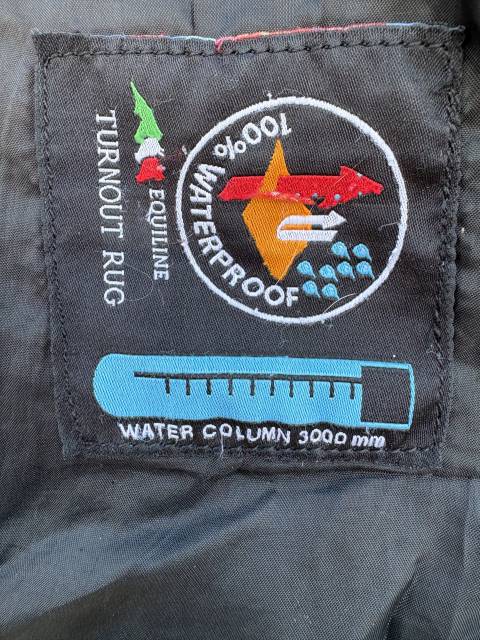 EQUILINE
TURNOUT RUG
100% WATERPROOF
WATER COLUMN 3000 mm